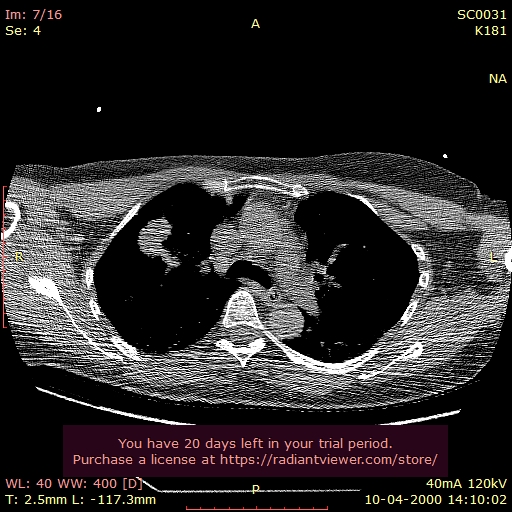 Im: 7/16
Se: 4
A
SC0031
K181
NA
R
L
You have 20 days left in your trial period.
Purchase a license at https://radiantviewer.com/store/
WL: 40 WW: 400 [D]
T: 2.5mm L: -117.3mm
P
40mA 120kV
10-04-2000 14:10:02